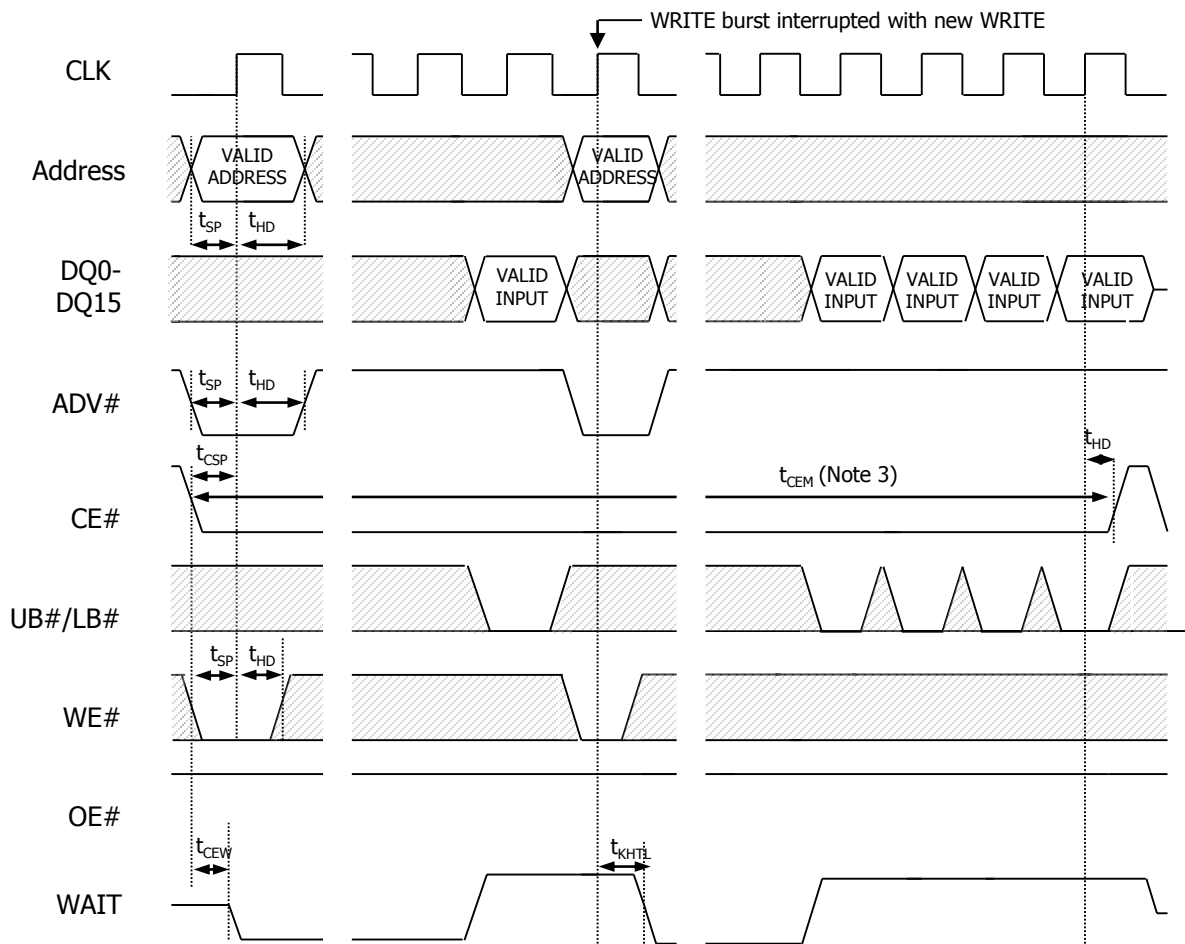 WRITE burst interrupted with new WRITE
CLK
Address
VALID
ADDRESS
VALID
ADDRESS
tSP
tHD
DQ0-
DQ15
VALID
INPUT
VALID
INPUT
VALID
INPUT
VALID
INPUT
VALID
INPUT
ADV#
tSP
tHD
tHD
CE#
tCSP
tCEM (Note 3)
UB#/LB#
WE#
tSP
tHD
OE#
WAIT
tCEW
tKHTL